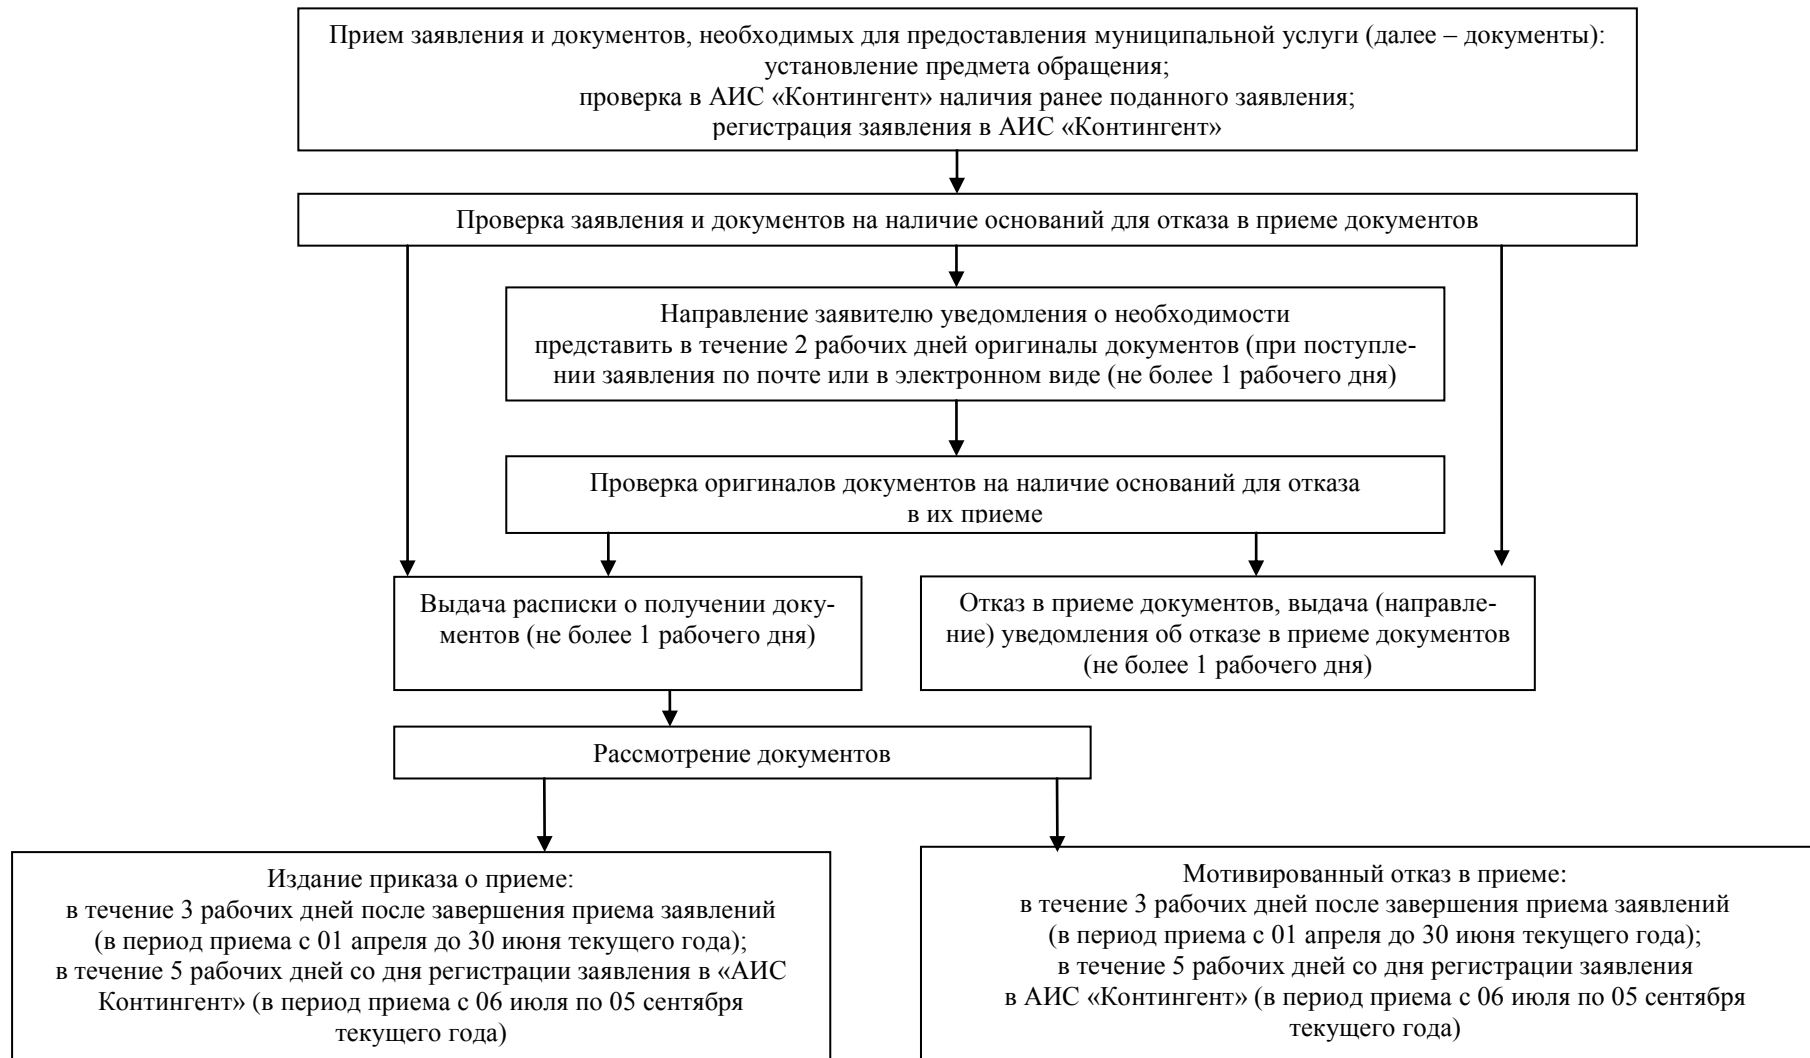 Прием заявления и документов, необходимых для предоставления муниципальной услуги (далее – документы):
установление предмета обращения;
проверка в АИС «Контингент» наличия ранее поданного заявления;
регистрация заявления в АИС «Контингент»
Проверка заявления и документов на наличие оснований для отказа в приеме документов
Направление заявителю уведомления о необходимости
представить в течение 2 рабочих дней оригиналы документов (при поступле-
нии заявления по почте или в электронном виде (не более 1 рабочего дня)
Проверка оригиналов документов на наличие оснований для отказа
в их приеме
Выдача расписки о получении доку-
ментов (не более 1 рабочего дня)
Отказ в приеме документов, выдача (направле-
ние) уведомления об отказе в приеме документов
(не более 1 рабочего дня)
Рассмотрение документов
Издание приказа о приеме:
в течение 3 рабочих дней после завершения приема заявлений
(в период приема с 01 апреля до 30 июня текущего года);
в течение 5 рабочих дней со дня регистрации заявления в «АИС
Контингент» (в период приема с 06 июля по 05 сентября
текущего года)
Мотивированный отказ в приеме:
в течение 3 рабочих дней после завершения приема заявлений
(в период приема с 01 апреля до 30 июня текущего года);
в течение 5 рабочих дней со дня регистрации заявления
в АИС «Контингент» (в период приема с 06 июля по 05 сентября
текущего года)